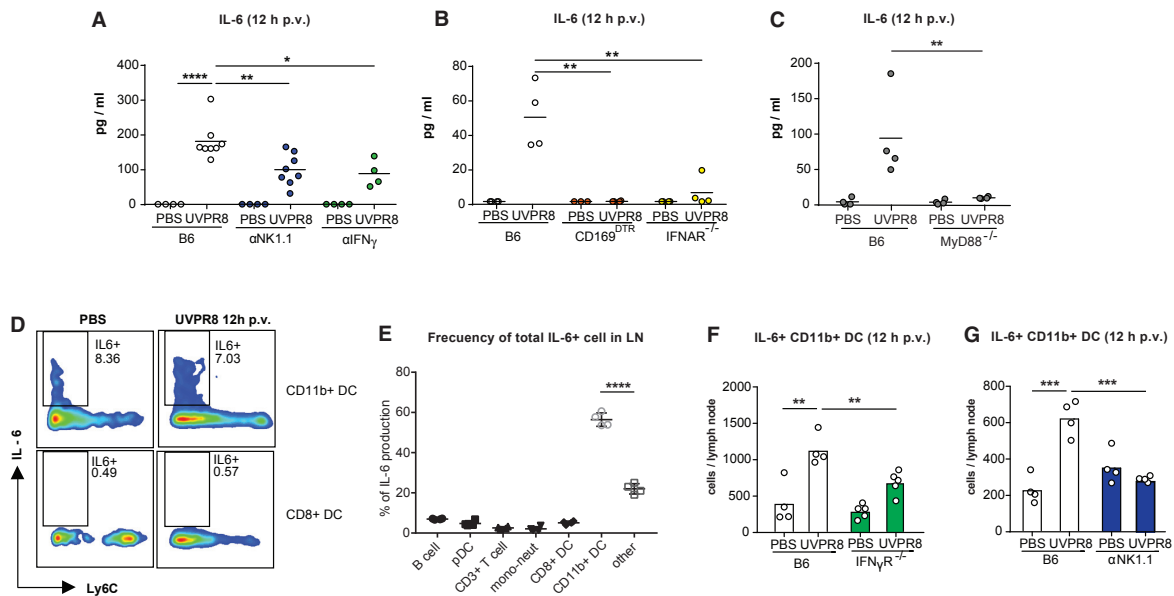 A
IL-6 (12 h p.v.)
pg / ml
400
300
200
100
0
****
**
*
PBS UVPR8 PBS UVPR8 PBS UVPR8
B6 αNK1.1 αIFNγ
B
IL-6 (12 h p.v.)
pg / ml
80
60
40
20
0
**
**
PBS UVPR8 PBS UVPR8 PBS UVPR8
B6 CD169DTR IFNAR-/-
C
IL-6 (12 h p.v.)
pg / ml
200
150
100
50
0
**
PBS UVPR8 PBS UVPR8
B6 MyD88-/-
D
PBS UVPR8 12h p.v.
IL6+
8.36
IL6+
7.03
CD11b+ DC
IL6+
0.49
IL6+
0.57
CD8+ DC
IL - 6
Ly6C
E
Frecuency of total IL-6+ cell in LN
% of IL-6 production
80
60
40
20
0
****
B cell
pDC
CD3+ T cell
mono-neut
CD8+ DC
CD11b+ DC
other
F
IL-6+ CD11b+ DC (12 h p.v.)
cells / lymph node
1500
1000
500
0
2000
**
**
PBS UVPR8 PBS UVPR8
B6 IFNγR-/-
G
IL-6+ CD11b+ DC (12 h p.v.)
cells / lymph node
800
600
400
200
0
***
***
PBS UVPR8 PBS UVPR8
B6 αNK1.1